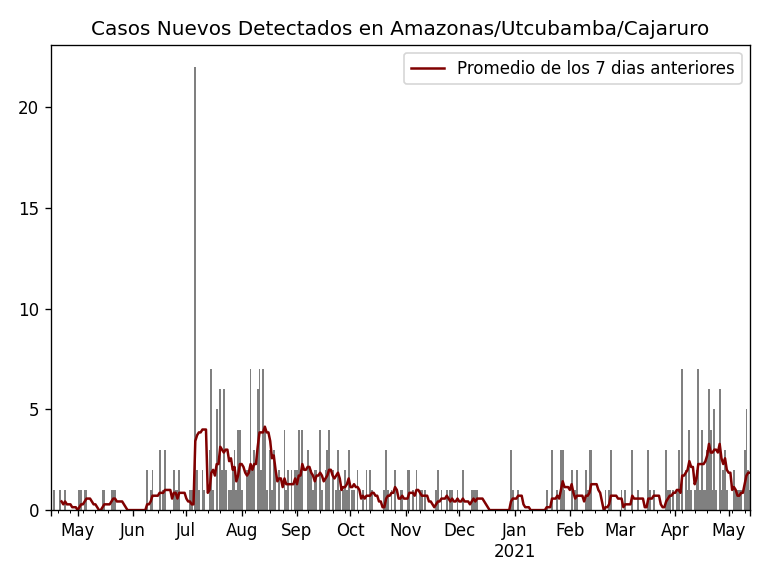 Casos Nuevos Detectados en Amazonas/Utcubamba/Cajaruro
Promedio de los 7 dias anteriores
20
15
10
5
0
May Jun Jul Aug Sep Oct Nov Dec Jan Feb Mar Apr May
2021